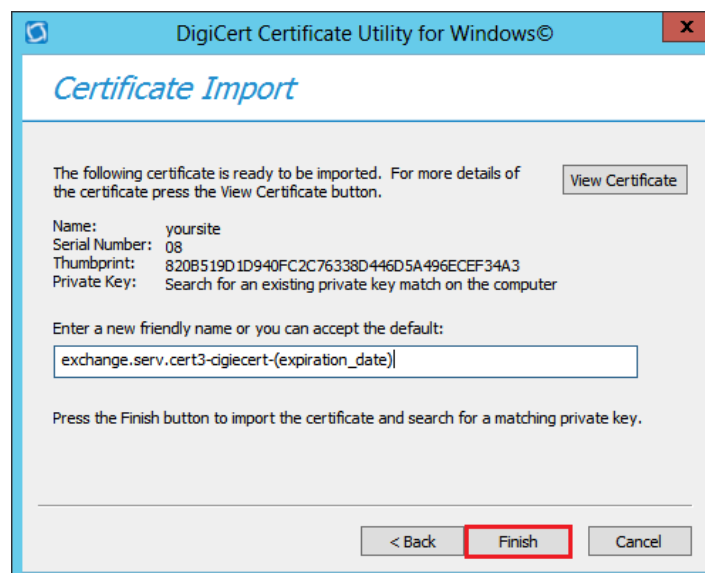 DigiCert Certificate Utility for Windows©
x
Certificate Import
The following certificate is ready to be imported. For more details of
the certificate press the View Certificate button.
View Certificate
Name: yoursite
Serial Number: 08
Thumbprint: 820B519D1D940FC2C76338D446D5A496ECEF34A3
Private Key: Search for an existing private key match on the computer
Enter a new friendly name or you can accept the default:
exchange.serv.cert3-cigiecert-(expiration_date)
Press the Finish button to import the certificate and search for a matching private key.
< Back Finish Cancel